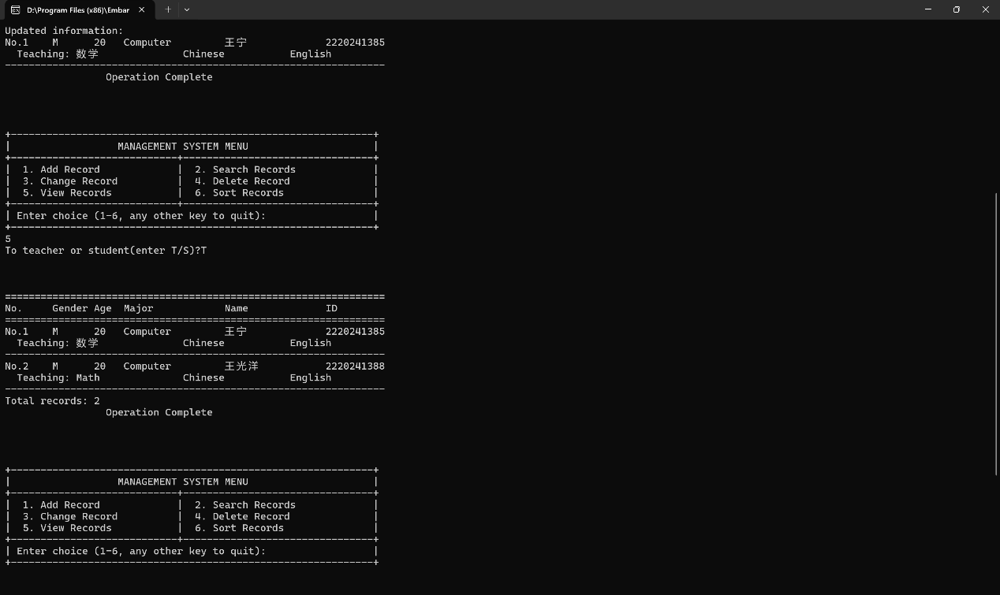 D:\Program Files (x86)\Embar
Updated information:
No.1    M      20   Computer         王宁             2220241385
  Teaching: 数学              Chinese           English
----------------------------------------------------------------
                 Operation Complete
+-------------------------------------------------------------+
|                  MANAGEMENT SYSTEM MENU                     |
+----------------------------+--------------------------------+
|  1. Add Record             |  2. Search Records             |
|  3. Change Record          |  4. Delete Record              |
|  5. View Records           |  6. Sort Records               |
+----------------------------+--------------------------------+
| Enter choice (1-6, any other key to quit):                  |
+-------------------------------------------------------------+
5
To teacher or student(enter T/S)?T
================================================================
No.     Gender Age  Major            Name             ID
================================================================
No.1    M      20   Computer         王宁             2220241385
  Teaching: 数学              Chinese           English
----------------------------------------------------------------
No.2    M      20   Computer         王光洋           2220241388
  Teaching: Math              Chinese           English
----------------------------------------------------------------
Total records: 2
                 Operation Complete
+-------------------------------------------------------------+
|                  MANAGEMENT SYSTEM MENU                     |
+----------------------------+--------------------------------+
|  1. Add Record             |  2. Search Records             |
|  3. Change Record          |  4. Delete Record              |
|  5. View Records           |  6. Sort Records               |
+----------------------------+--------------------------------+
| Enter choice (1-6, any other key to quit):                  |
+-------------------------------------------------------------+